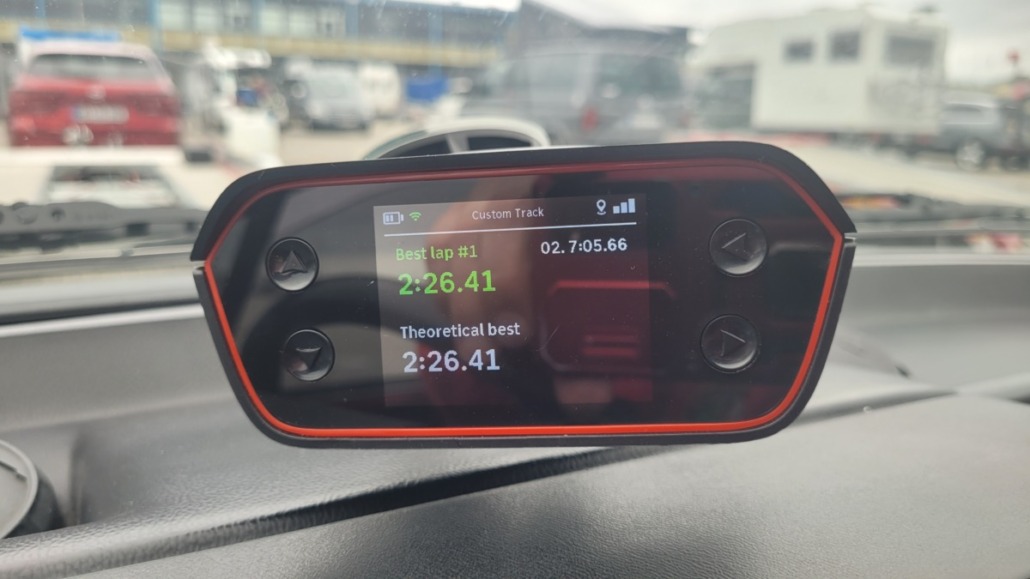 Custom Track
Best lap #1
02. 7:05.66
2:26.41
Theoretical best
2:26.41